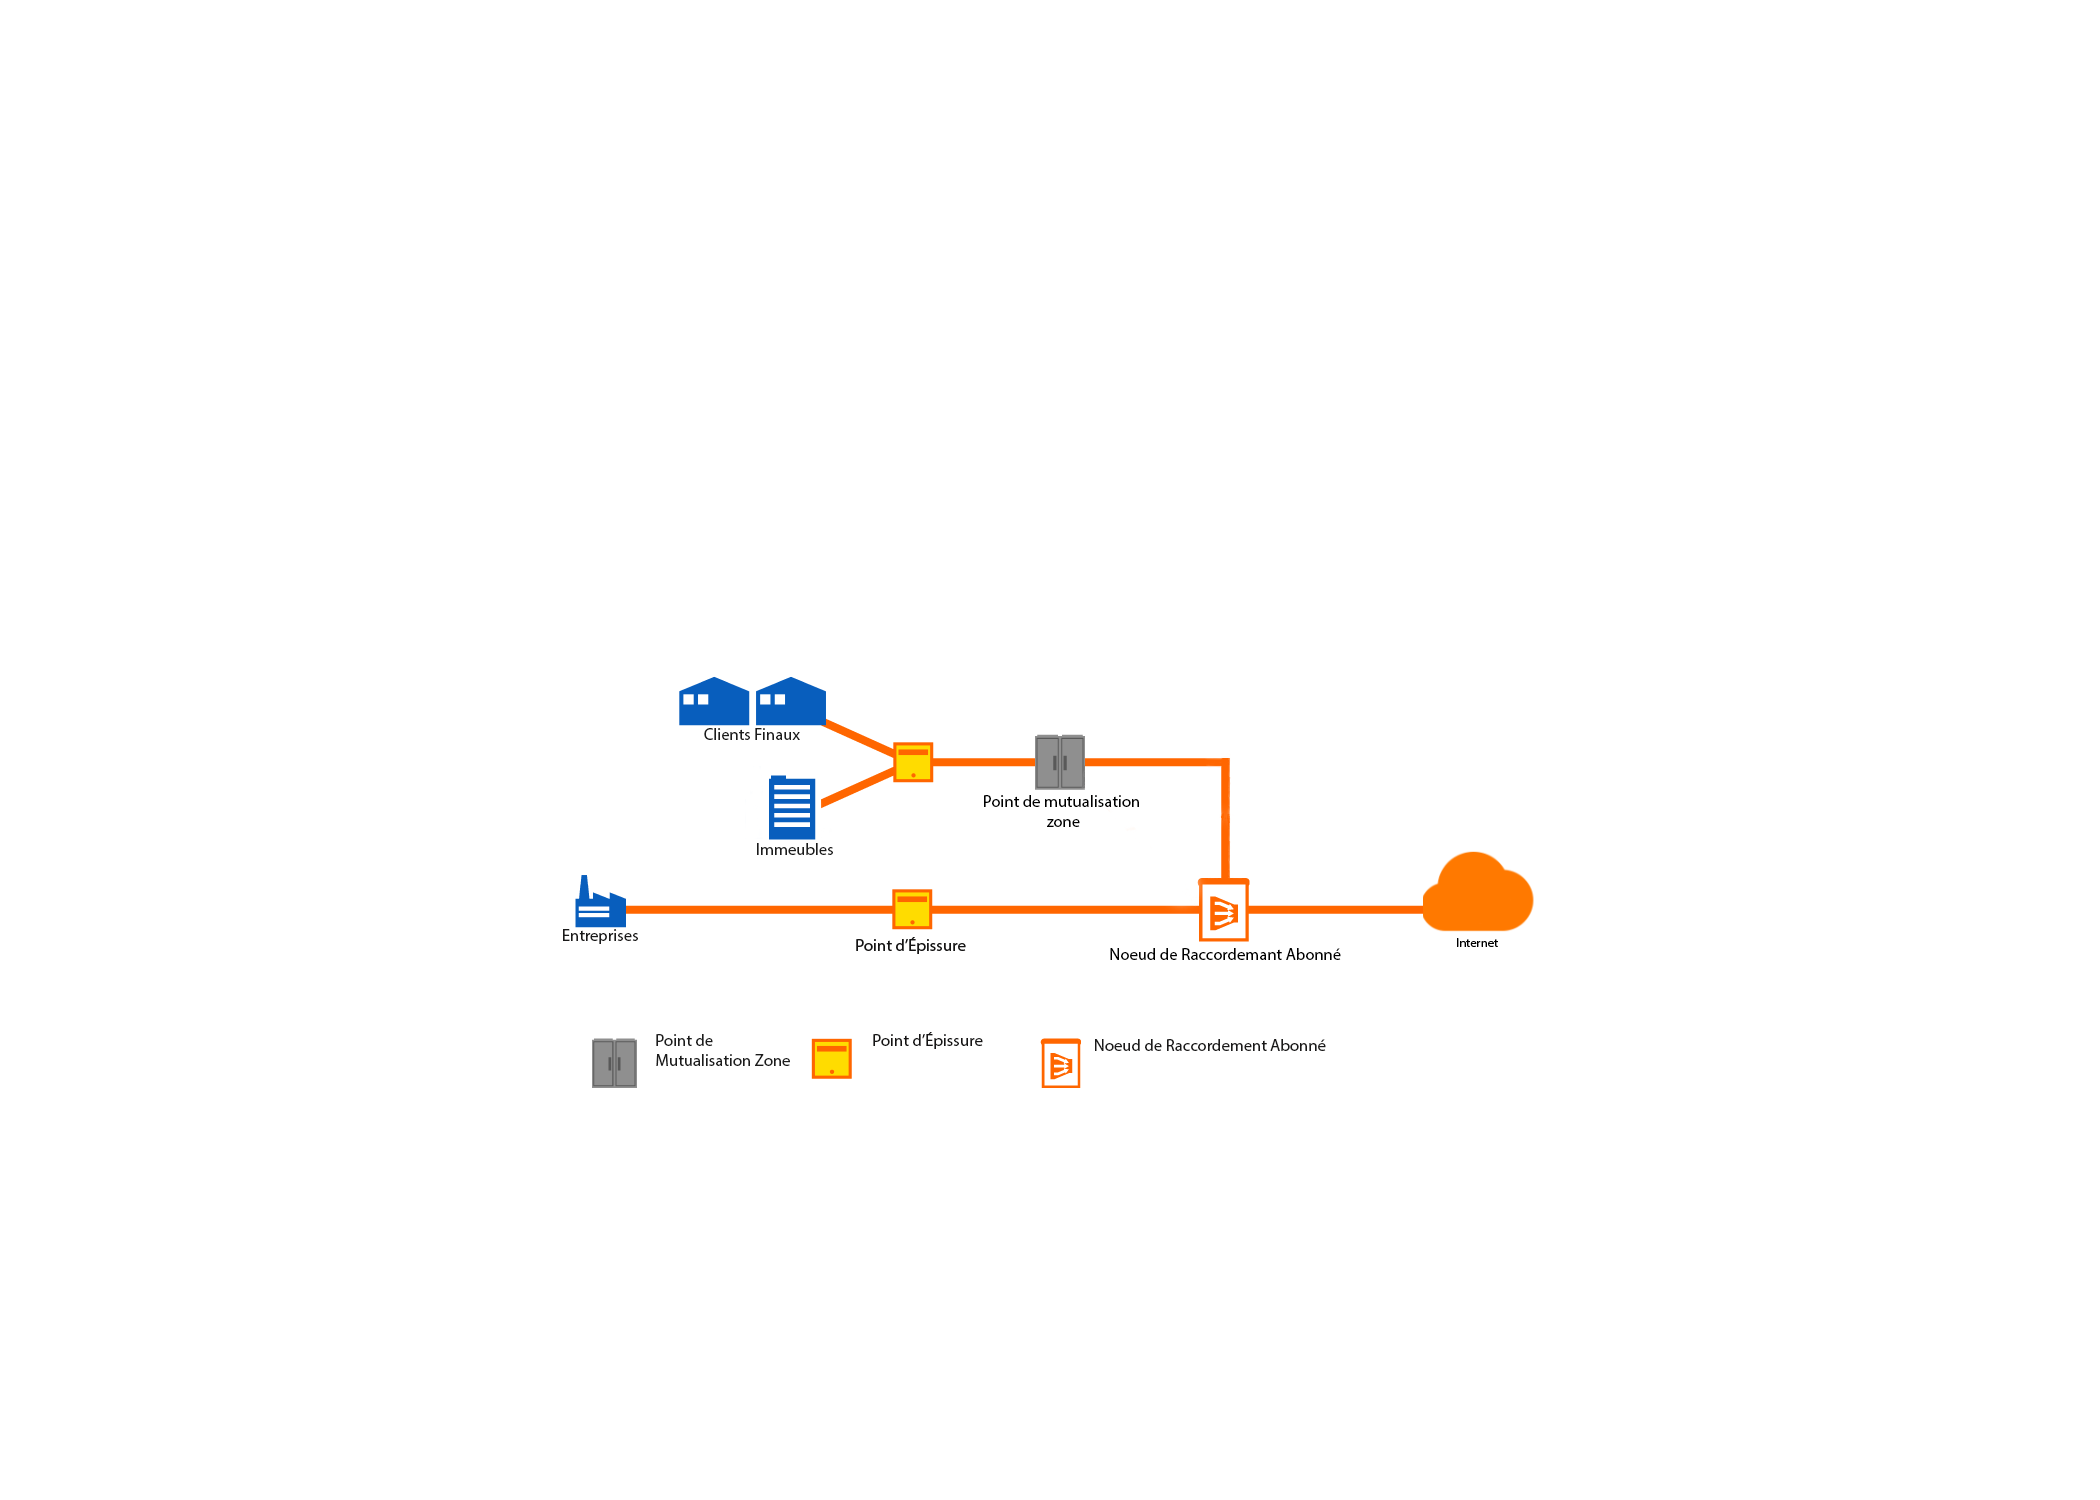 Clients Finaux
Point de mutualisation
zone
Immeubles
Entreprises
Point d'Épissure
Noeud de Raccordemant Abonné
Internet
Point de
Mutualisation Zone
Point d'Épissure
Noeud de Raccordement Abonné